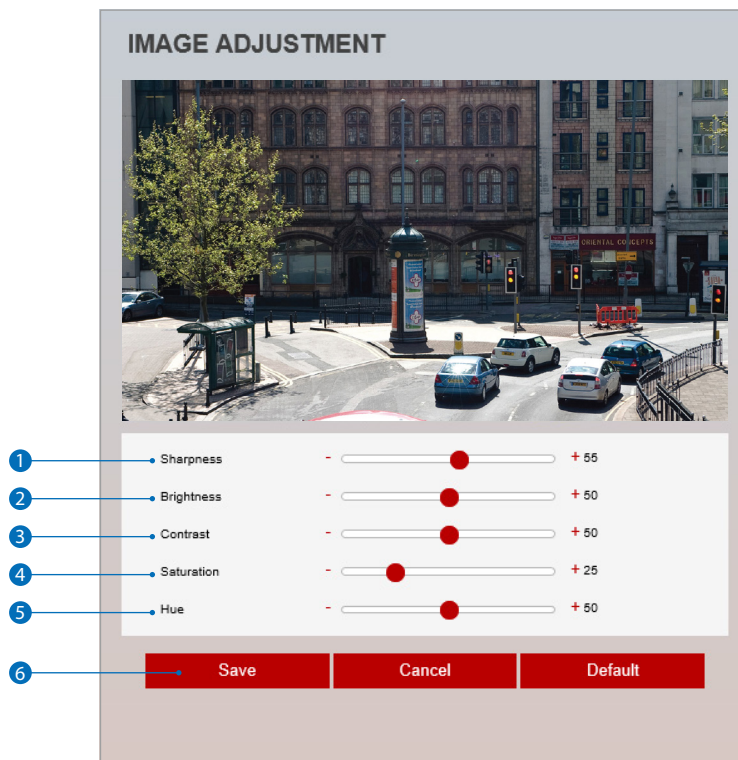 IMAGE ADJUSTMENT
ORIENTAL CONCEPTS
1 Sharpness - + 55
2 Brightness - + 50
3 Contrast - + 50
4 Saturation - + 25
5 Hue - + 50
6 Save Cancel Default